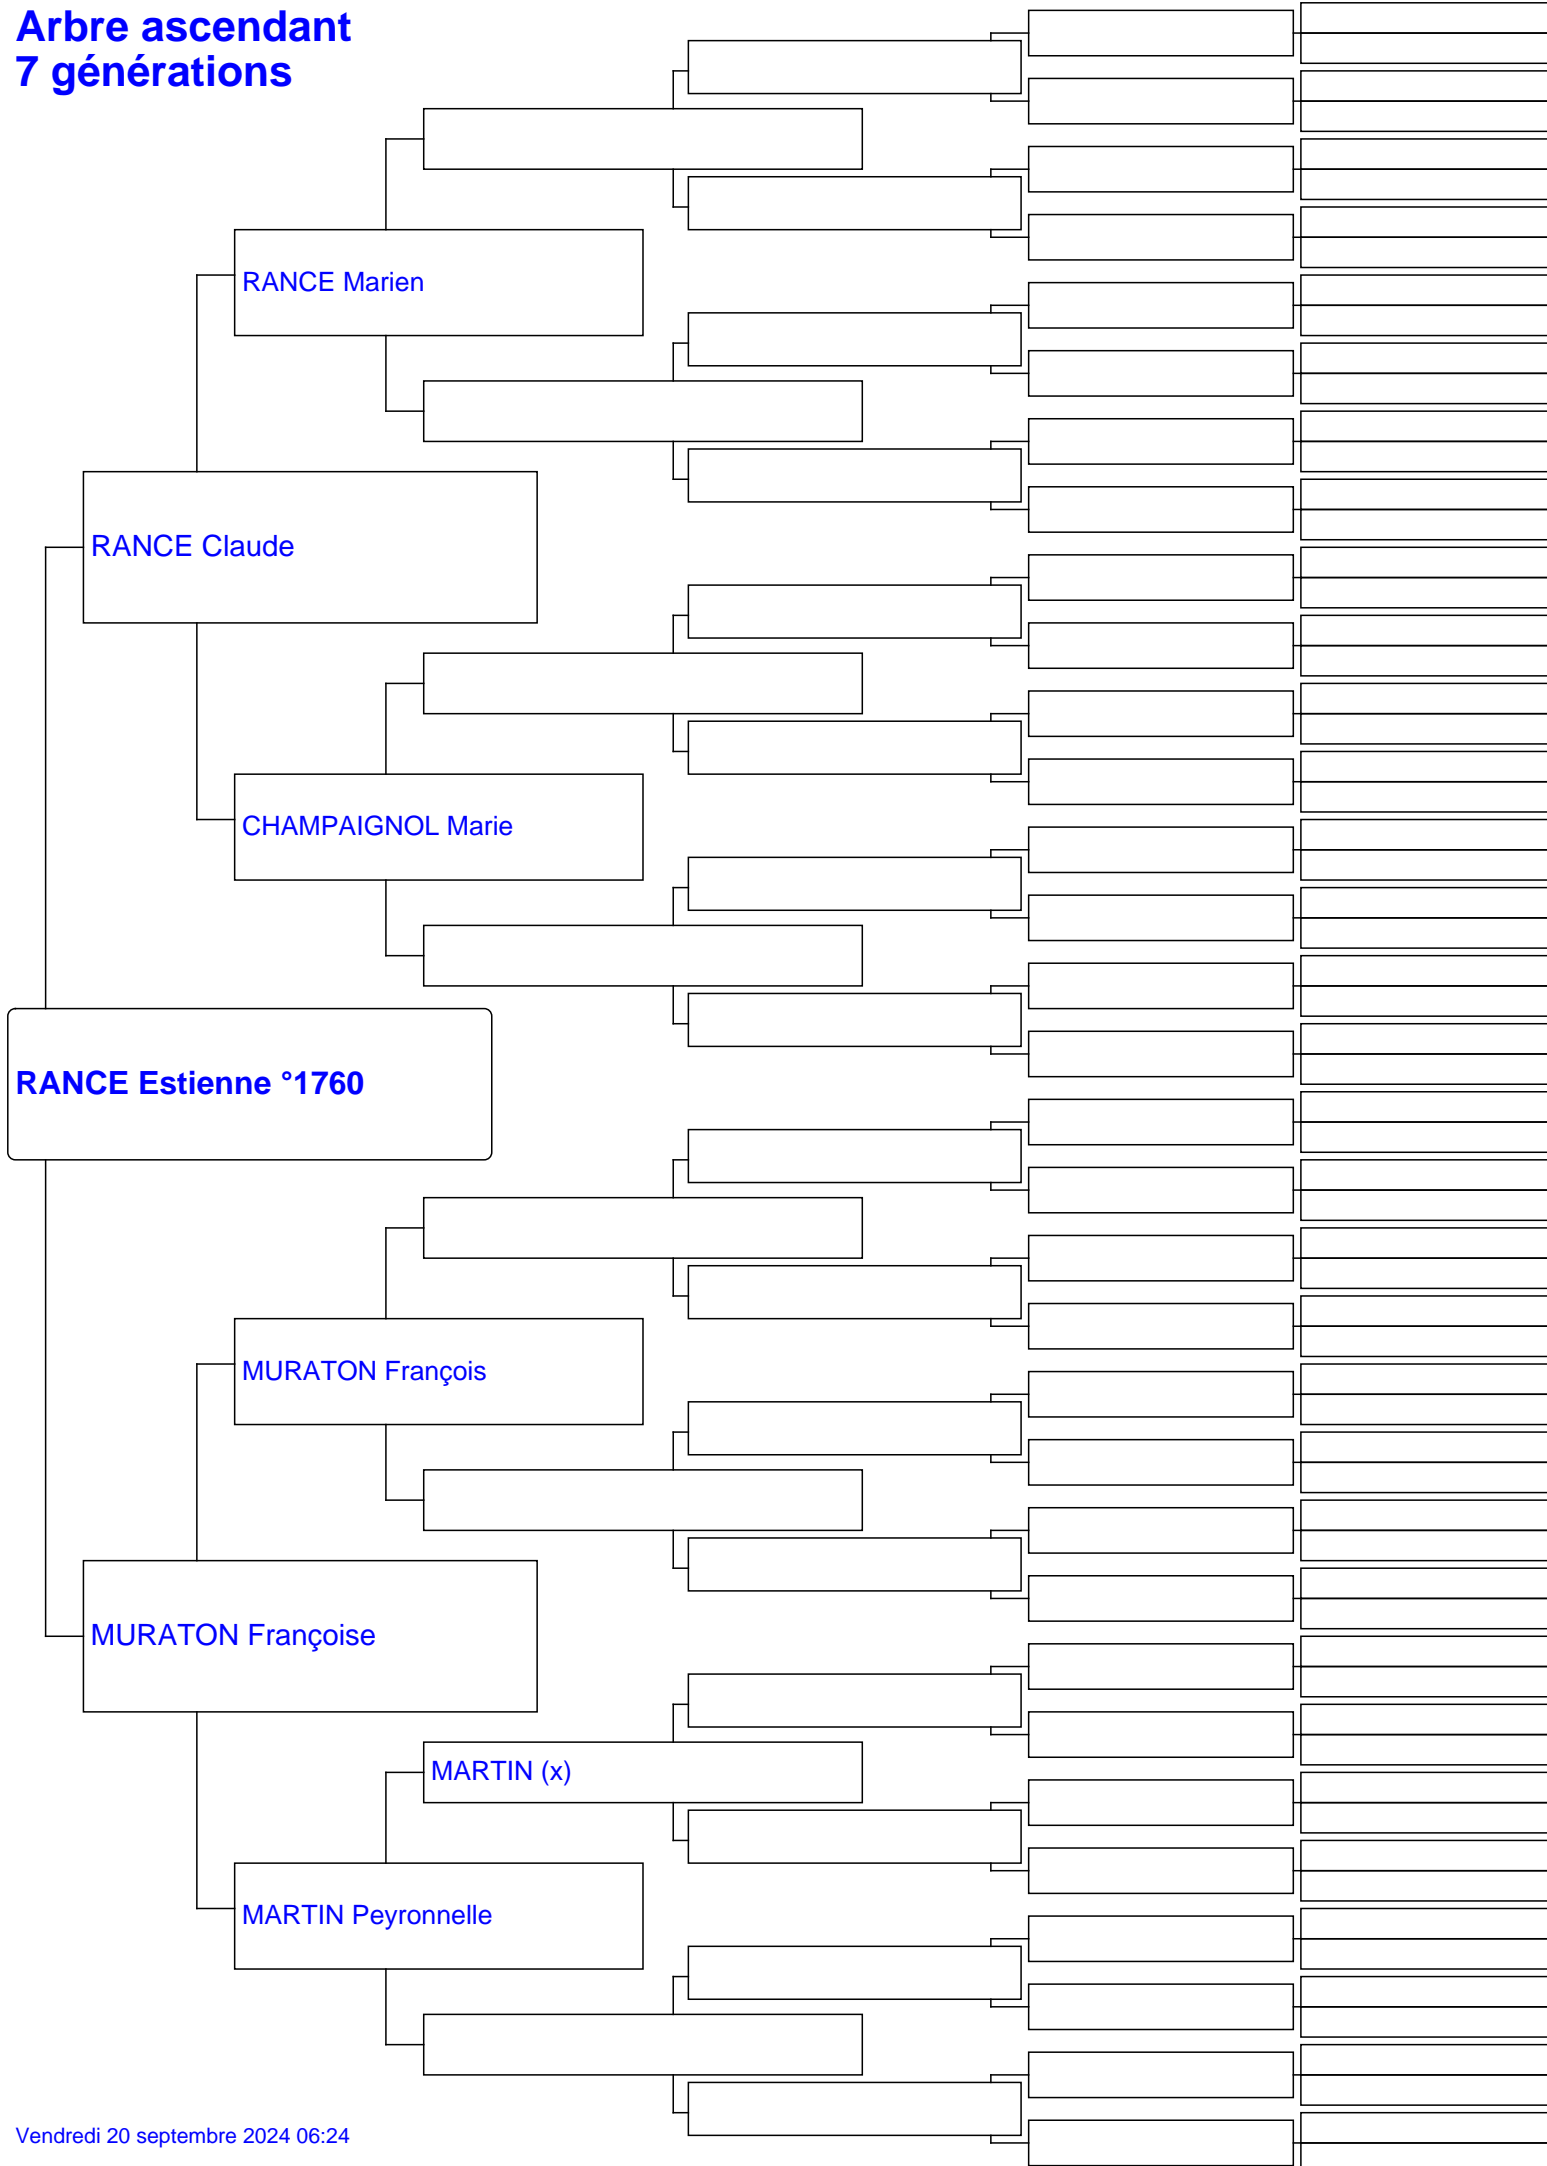 Arbre ascendant
7 générations
RANCE Marien
RANCE Claude
CHAMPAIGNOL Marie
RANCE Estienne °1760
MURATON François
MURATON Françoise
MARTIN (x)
MARTIN Peyronnelle
Vendredi 20 septembre 2024 06:24